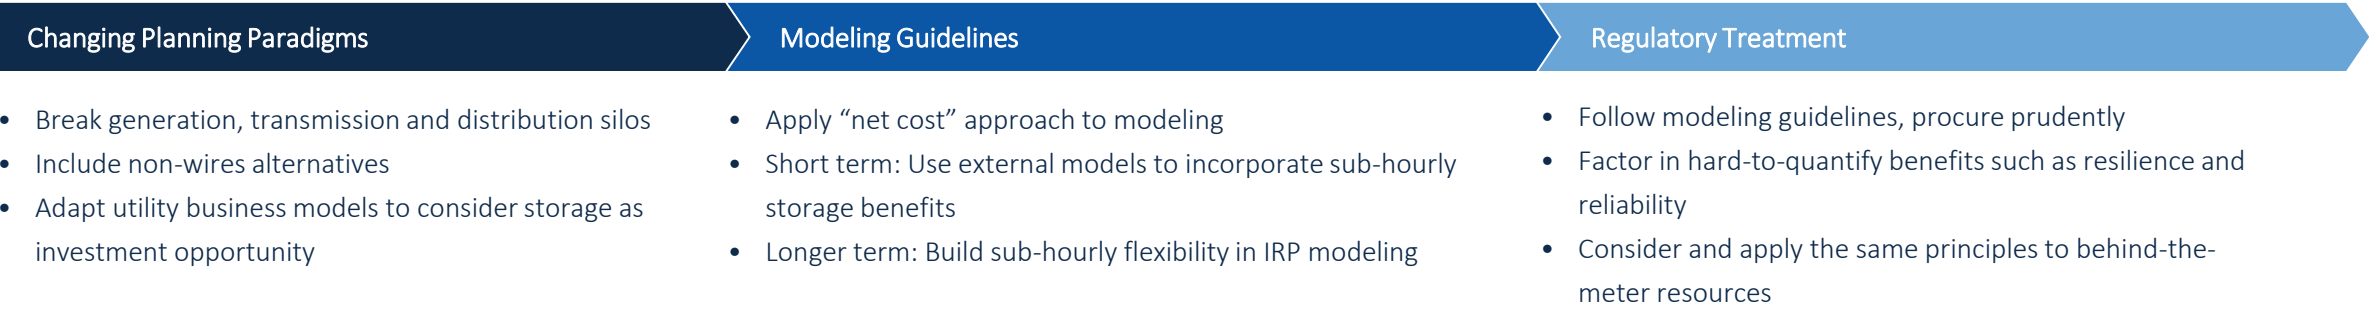 Changing Planning Paradigms
• Break generation, transmission and distribution silos
• Include non-wires alternatives
• Adapt utility business models to consider storage as
investment opportunity
Modeling Guidelines
• Apply “net cost” approach to modeling
• Short term: Use external models to incorporate sub-hourly
storage benefits
• Longer term: Build sub-hourly flexibility in IRP modeling
Regulatory Treatment
• Follow modeling guidelines, procure prudently
• Factor in hard-to-quantify benefits such as resilience and
reliability
• Consider and apply the same principles to behind-the-
meter resources